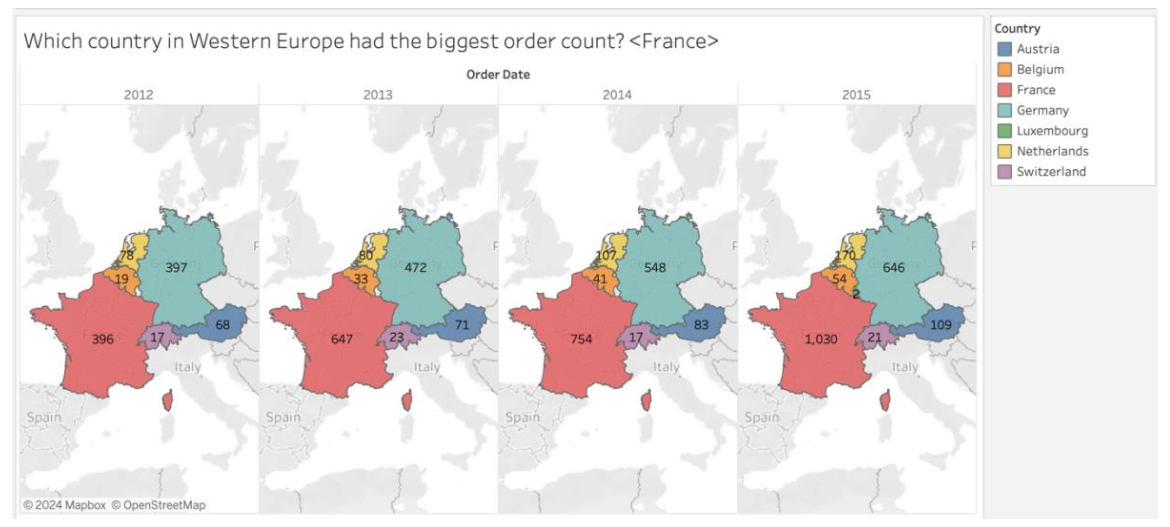 Which country in Western Europe had the biggest order count? <France>
Order Date
2012 2013 2014 2015
78 397
19
396 17 68
Italy
Spain
80 472
33
647 23 71
Italy
Spain
107 548
41
754 17 83
Italy
Spain
170 646
54
2
1,030 21 109
Italy
Spain
© 2024 Mapbox © OpenStreetMap
Country
Austria
Belgium
France
Germany
Luxembourg
Netherlands
Switzerland